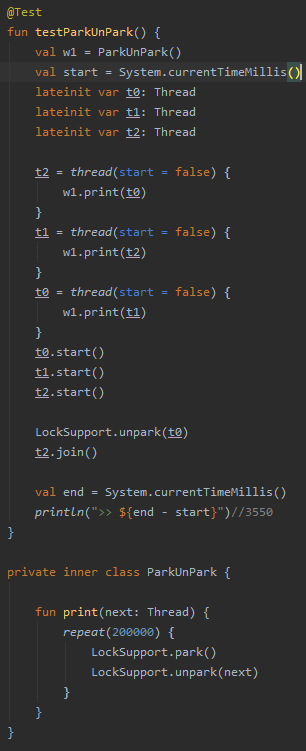 @Test
fun testParkUnPark() {
    val w1 = ParkUnPark()
    val start = System.currentTimeMillis()
    lateinit var t0: Thread
    lateinit var t1: Thread
    lateinit var t2: Thread

    t2 = thread(start = false) {
        w1.print(t0)
    }
    t1 = thread(start = false) {
        w1.print(t2)
    }
    t0 = thread(start = false) {
        w1.print(t1)
    }
    t0.start()
    t1.start()
    t2.start()

    LockSupport.unpark(t0)
    t2.join()

    val end = System.currentTimeMillis()
    println(">> ${end - start}")//3550
}

private inner class ParkUnPark {

    fun print(next: Thread) {
        repeat(200000) {
            LockSupport.park()
            LockSupport.unpark(next)
        }
    }
}